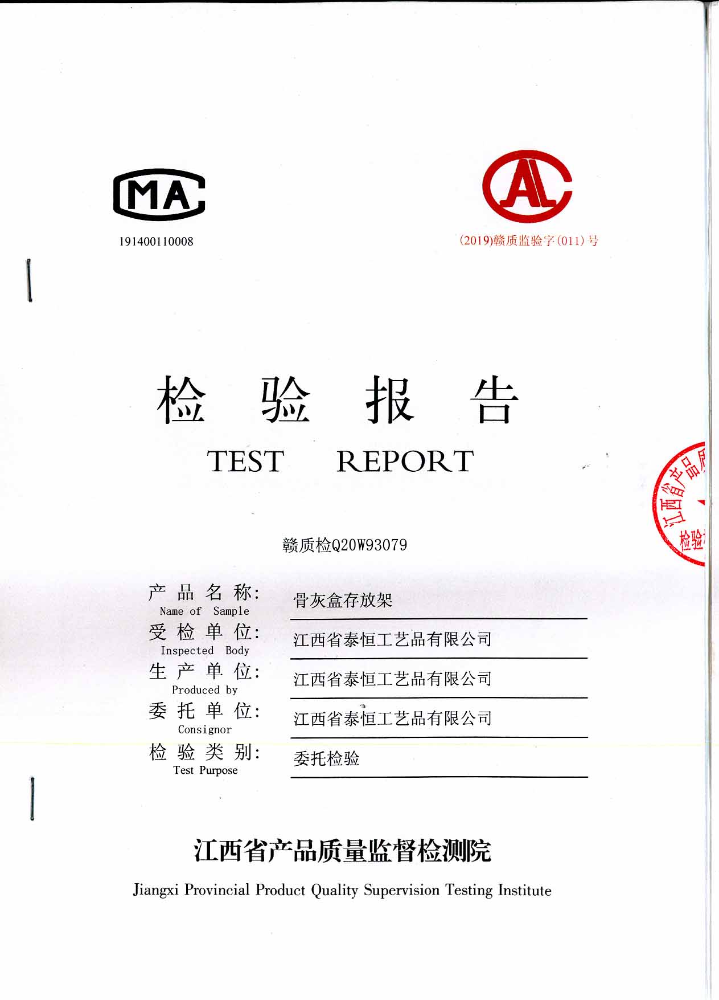 MA
191400110008
AL
(2019)赣质监验字(011)号
检 验 报 告
TEST REPORT
江西省产品
检验
赣质检Q20W93079
产 品 名 称: 骨灰盒存放架
Name of Sample
受 检 单 位: 江西省泰恒工艺品有限公司
Inspected Body
生 产 单 位: 江西省泰恒工艺品有限公司
Produced by
委 托 单 位: 江西省泰恒工艺品有限公司
Consignor
检 验 类 别: 委托检验
Test Purpose
江西省产品质量监督检测院
Jiangxi Provincial Product Quality Supervision Testing Institute